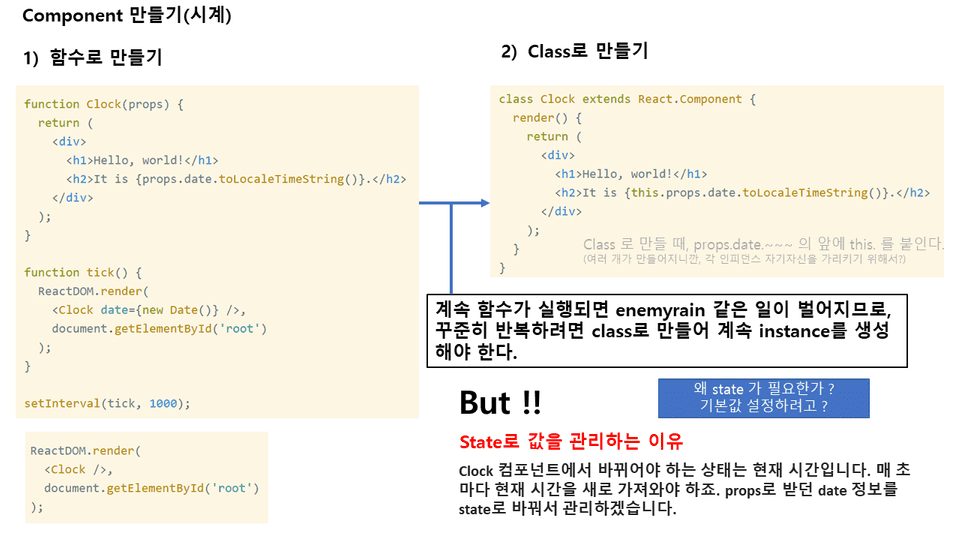 Component 만들기(시계)
1) 함수로 만들기
function Clock(props) {
return (
<div>
<h1>Hello, world!</h1>
<h2>It is {props.date.toLocaleTimeString()}.</h2>
</div>
);
}
function tick() {
ReactDOM.render(
<Clock date={new Date()} />,
document.getElementById('root')
);
}
setInterval(tick, 1000);
ReactDOM.render(
<Clock />,
document.getElementById('root')
);
2) Class로 만들기
class Clock extends React.Component {
render() {
return (
<div>
<h1>Hello, world!</h1>
<h2>It is {this.props.date.toLocaleTimeString()}.</h2>
</div>
);
}
}
Class 로 만들 때, props.date.~~~ 의 앞에 this. 를 붙인다.
(여러 개가 만들어지니깐, 각 인피던스 자기자신을 가리키기 위해서?)
계속 함수가 실행되면 enemyrain 같은 일이 벌어지므로,
꾸준히 반복하려면 class로 만들어 계속 instance를 생성
해야 한다.
But !!
왜 state 가 필요한가 ?
기본값 설정하려고 ?
State로 값을 관리하는 이유
Clock 컴포넌트에서 바뀌어야 하는 상태는 현재 시간입니다. 매 초
마다 현재 시간을 새로 가져와야 하죠. props로 받던 date 정보를
state로 바꿔서 관리하겠습니다.